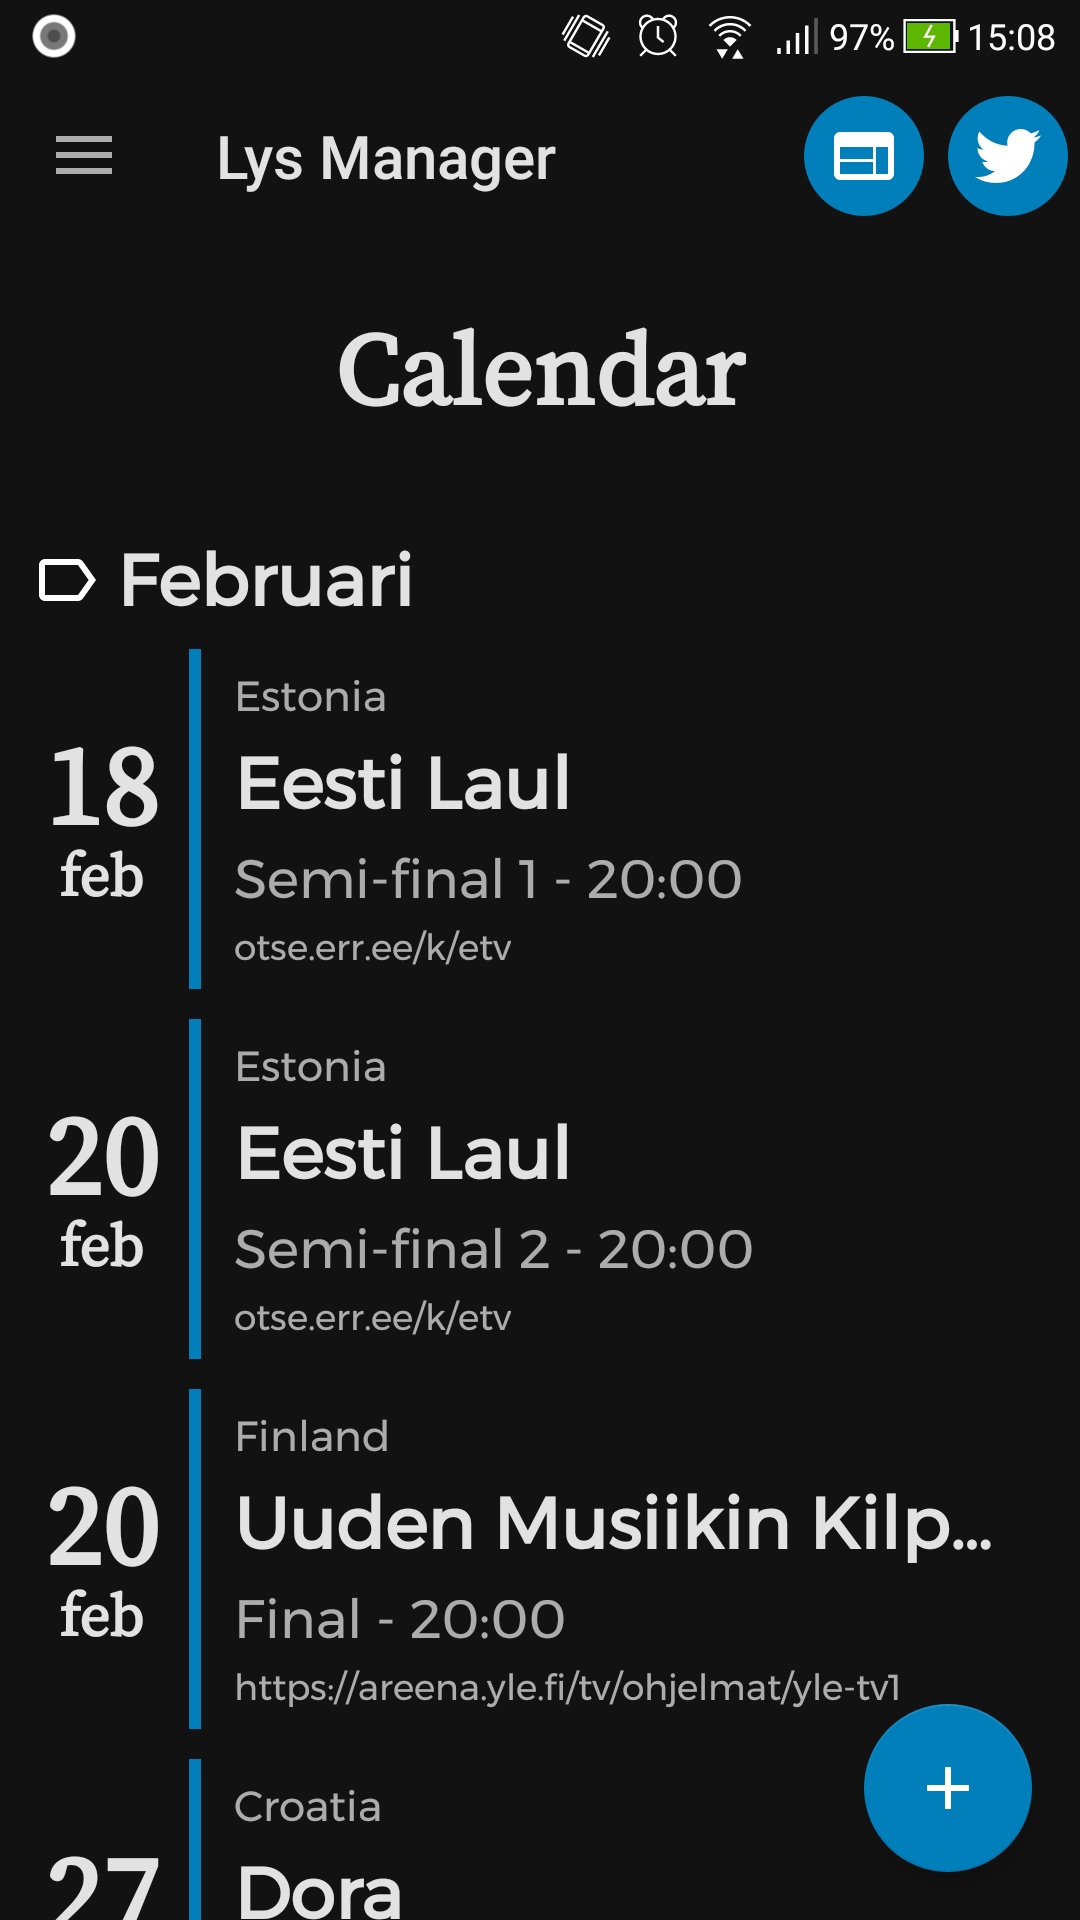 97% 15:08
Lys Manager
Calendar
Februari
Estonia
18
feb
Eesti Laul
Semi-final 1 - 20:00
otse.err.ee/k/etv
Estonia
20
feb
Eesti Laul
Semi-final 2 - 20:00
otse.err.ee/k/etv
Finland
20
feb
Uuden Musiikin Kilp...
Final - 20:00
https://areena.yle.fi/tv/ohjelmat/yle-tv1
Croatia
27
Dora